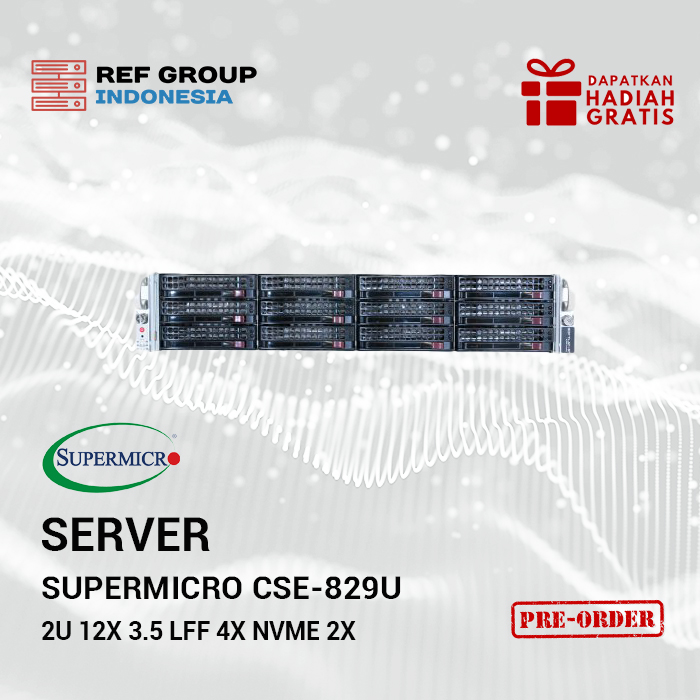 REF GROUP
INDONESIA
DAPATKAN
HADIAH
GRATIS
SUPERMICRO
SERVER
SUPERMICRO CSE-829U
2U 12X 3.5 LFF 4X NVME 2X
PRE-ORDER